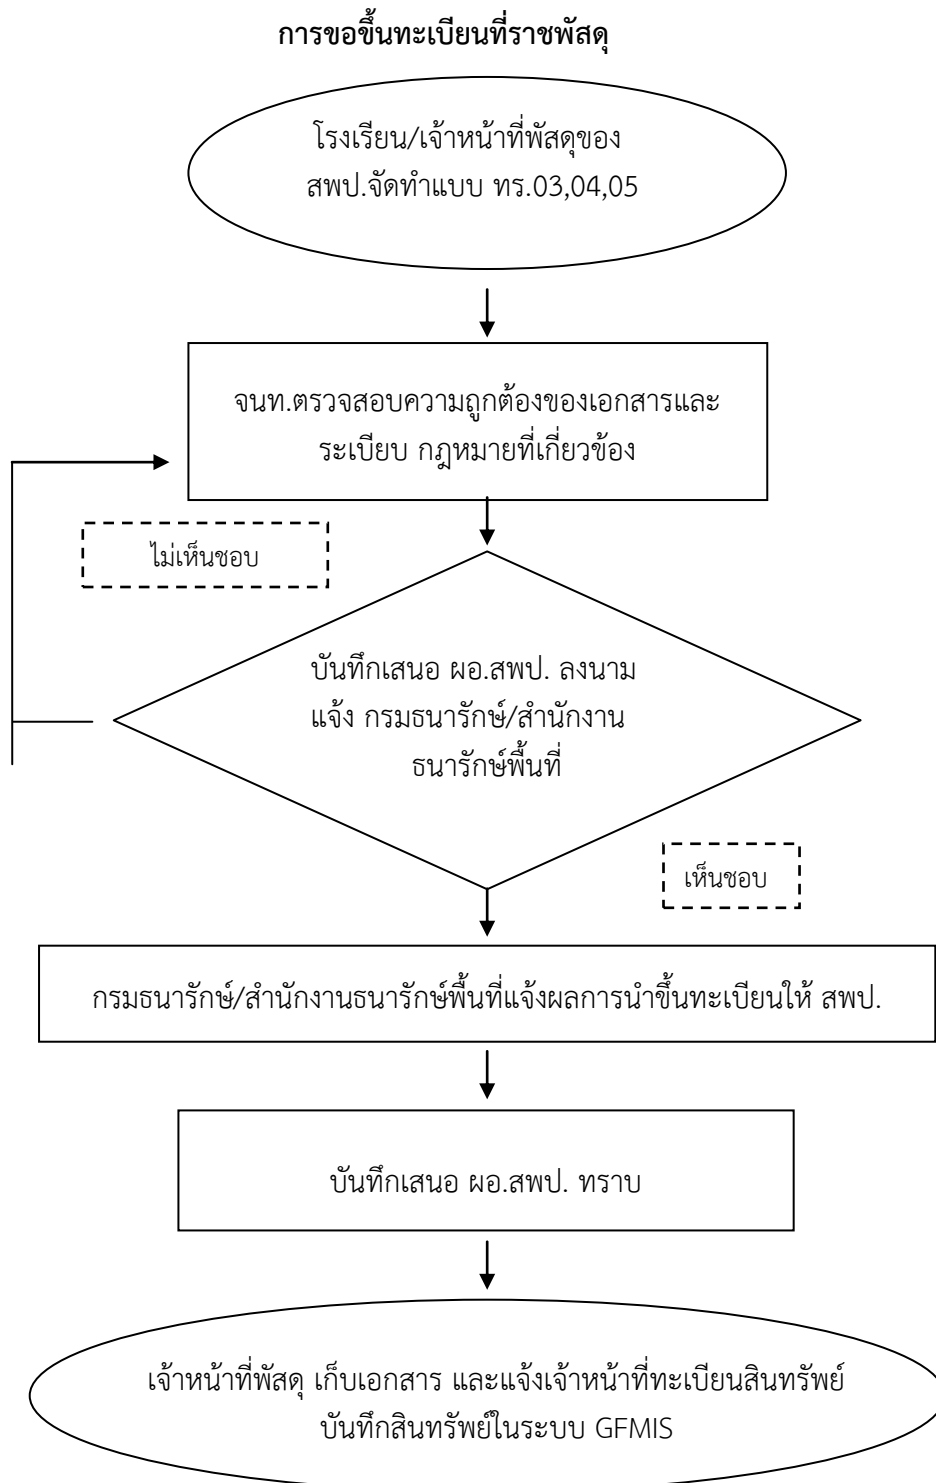 การขอขึ้นทะเบียนที่ราชพัสดุ
โรงเรียน/เจ้าหน้าที่พัสดุของ
สพป.จัดทำแบบ ทร.03,04,05
จนท.ตรวจสอบความถูกต้องของเอกสารและ
ระเบียบ กฎหมายที่เกี่ยวข้อง
ไม่เห็นชอบ
บันทึกเสนอ ผอ.สพป. ลงนาม
แจ้ง กรมธนารักษ์/สำนักงาน
ธนารักษ์พื้นที่
เห็นชอบ
กรมธนารักษ์/สำนักงานธนารักษ์พื้นที่แจ้งผลการนำขึ้นทะเบียนให้ สพป.
บันทึกเสนอ ผอ.สพป. ทราบ
เจ้าหน้าที่พัสดุ เก็บเอกสาร และแจ้งเจ้าหน้าที่ทะเบียนสินทรัพย์
บันทึกสินทรัพย์ในระบบ GFMIS